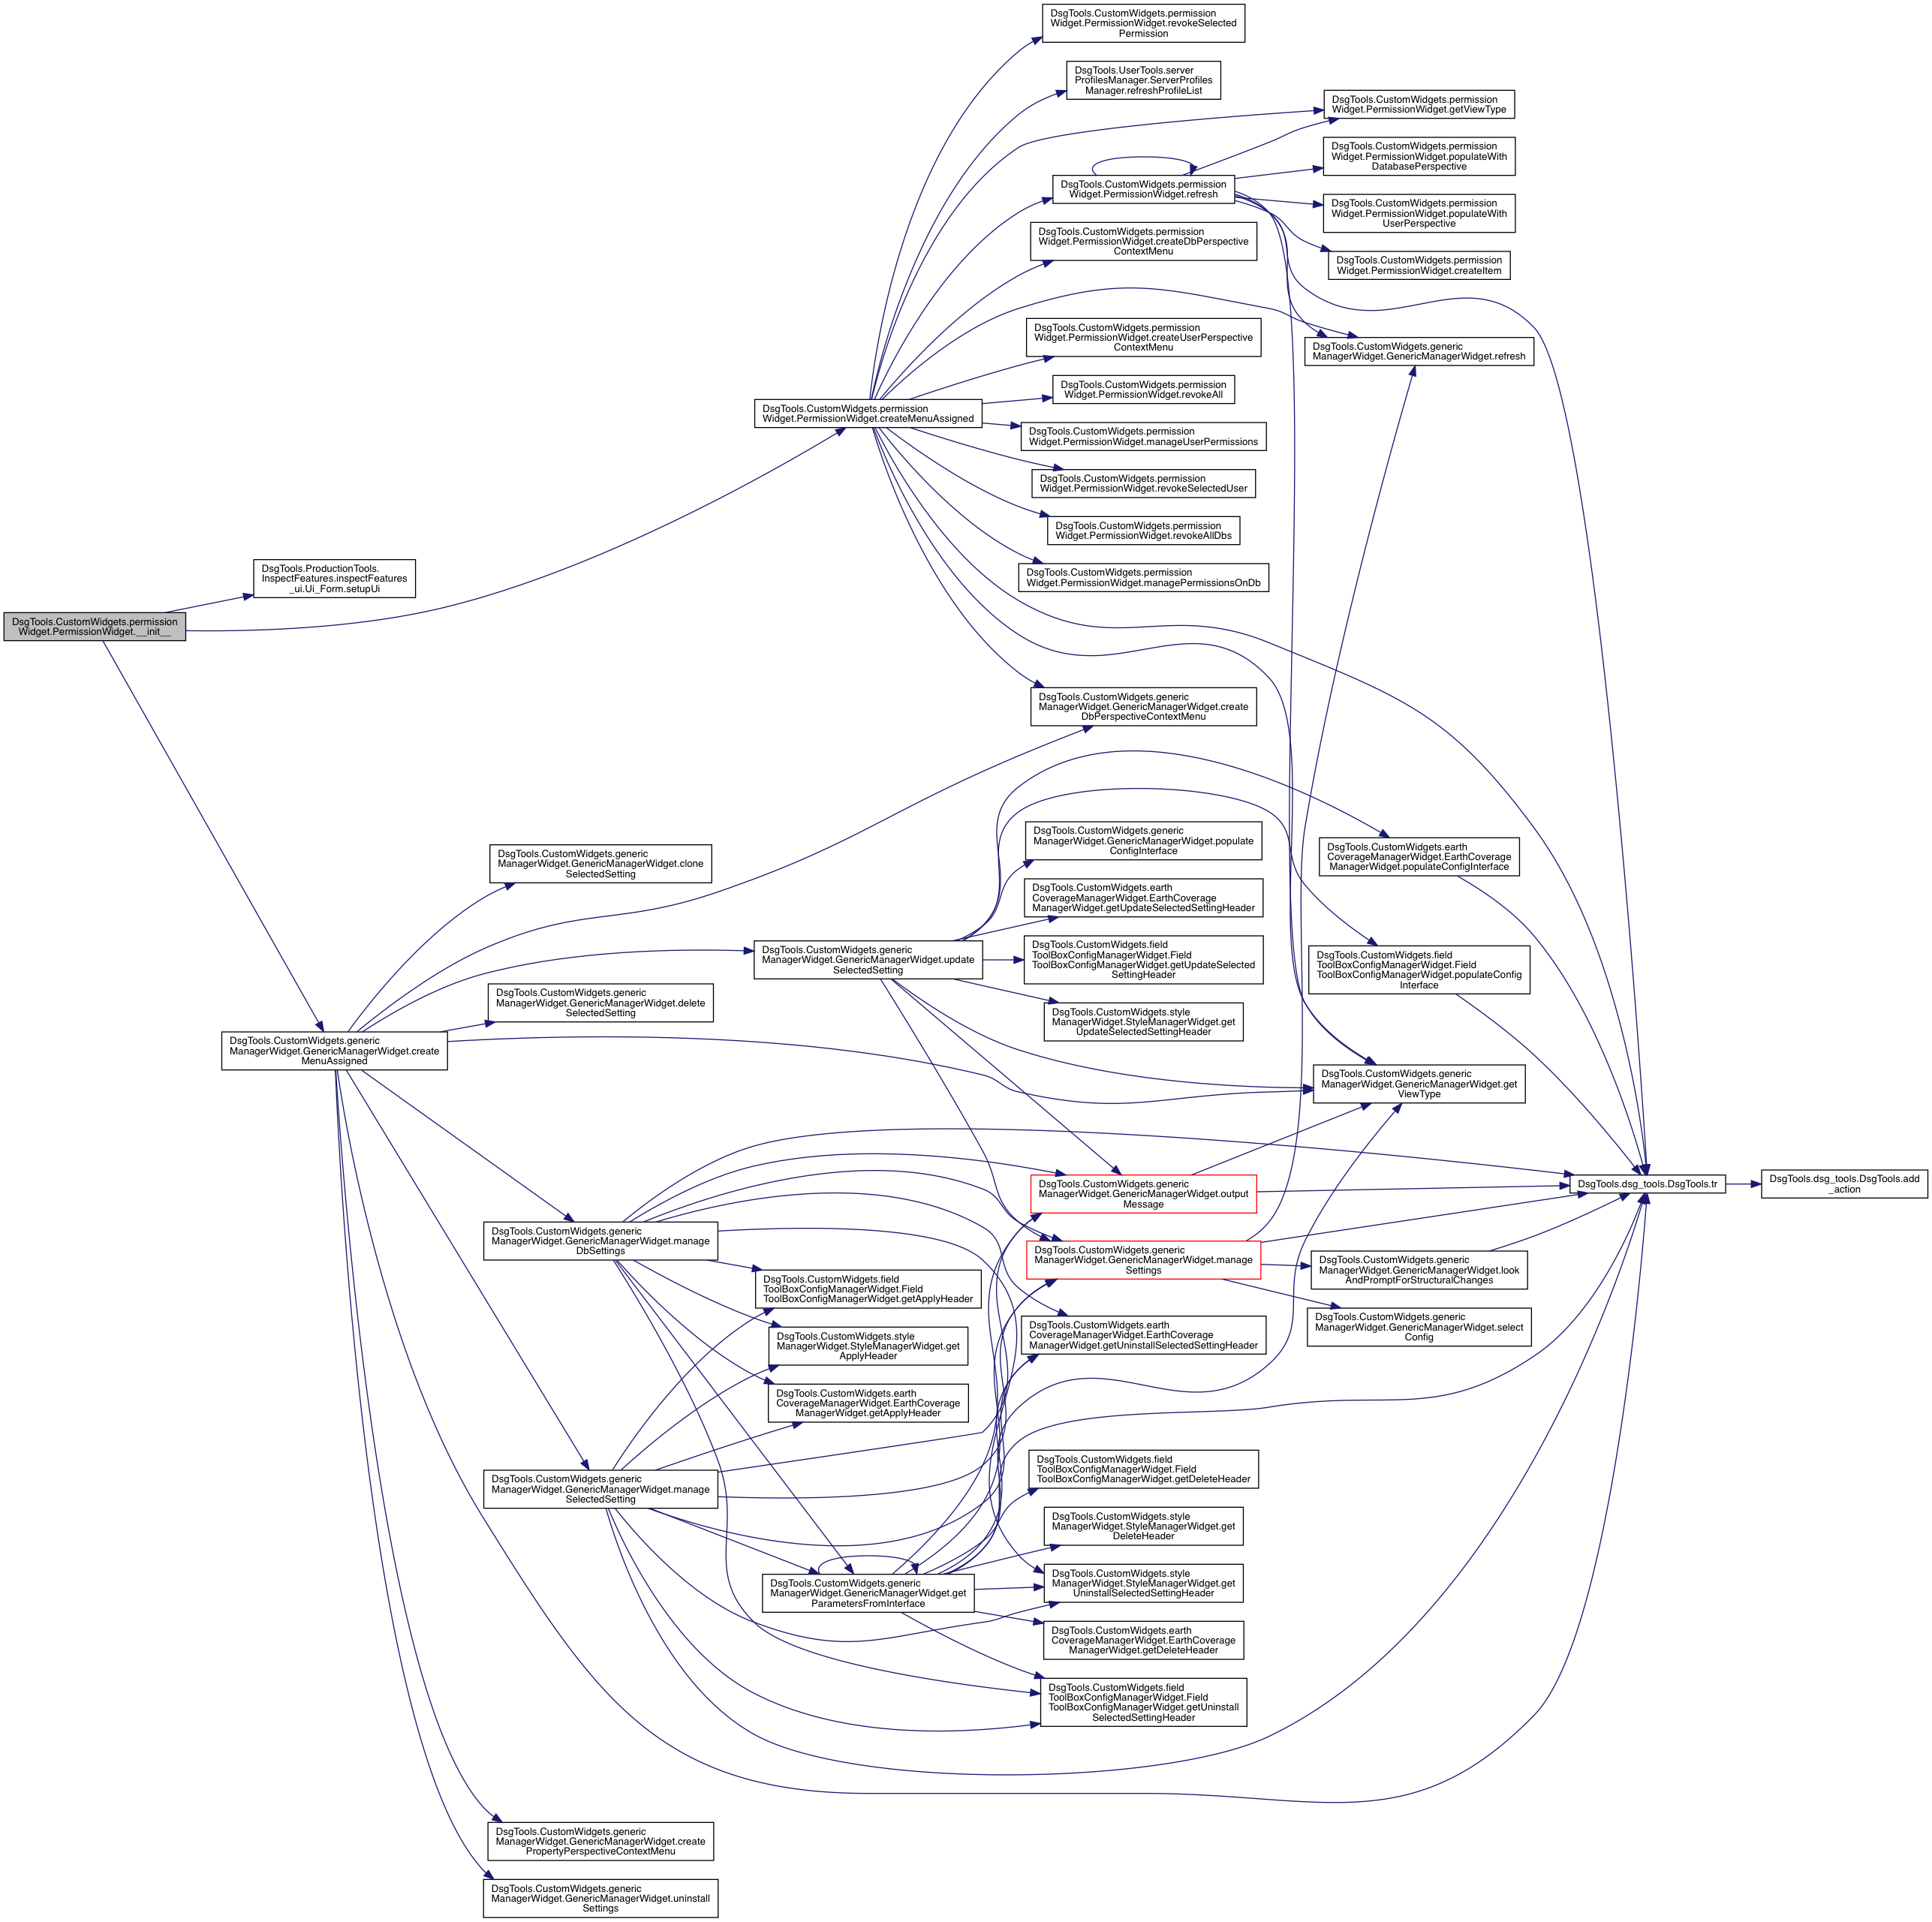 DsgTools.CustomWidgets.permission
Widget.PermissionWidget.revokeSelected
Permission
DsgTools.UserTools.server
ProfilesManager.ServerProfiles
Manager.refreshProfileList
DsgTools.CustomWidgets.permission
Widget.PermissionWidget.getViewType
DsgTools.CustomWidgets.permission
Widget.PermissionWidget.populateWith
DatabasePerspective
DsgTools.CustomWidgets.permission
Widget.PermissionWidget.refresh
DsgTools.CustomWidgets.permission
Widget.PermissionWidget.populateWith
UserPerspective
DsgTools.CustomWidgets.permission
Widget.PermissionWidget.createDbPerspective
ContextMenu
DsgTools.CustomWidgets.permission
Widget.PermissionWidget.createItem
DsgTools.CustomWidgets.permission
Widget.PermissionWidget.createUserPerspective
ContextMenu
DsgTools.CustomWidgets.generic
ManagerWidget.GenericManagerWidget.refresh
DsgTools.CustomWidgets.permission
Widget.PermissionWidget.revokeAll
DsgTools.CustomWidgets.permission
Widget.PermissionWidget.createMenuAssigned
DsgTools.CustomWidgets.permission
Widget.PermissionWidget.manageUserPermissions
DsgTools.CustomWidgets.permission
Widget.PermissionWidget.revokeSelectedUser
DsgTools.CustomWidgets.permission
Widget.PermissionWidget.revokeAllDbs
DsgTools.CustomWidgets.permission
Widget.PermissionWidget.managePermissionsOnDb
DsgTools.ProductionTools.
InspectFeatures.inspectFeatures
_ui.Ui_Form.setupUi
DsgTools.CustomWidgets.permission
Widget.PermissionWidget.__init__
DsgTools.CustomWidgets.generic
ManagerWidget.GenericManagerWidget.create
DbPerspectiveContextMenu
DsgTools.CustomWidgets.generic
ManagerWidget.GenericManagerWidget.clone
SelectedSetting
DsgTools.CustomWidgets.generic
ManagerWidget.GenericManagerWidget.populate
ConfigInterface
DsgTools.CustomWidgets.earth
CoverageManagerWidget.EarthCoverage
ManagerWidget.populateConfigInterface
DsgTools.CustomWidgets.earth
CoverageManagerWidget.EarthCoverage
ManagerWidget.getUpdateSelectedSettingHeader
DsgTools.CustomWidgets.generic
ManagerWidget.GenericManagerWidget.update
SelectedSetting
DsgTools.CustomWidgets.field
ToolBoxConfigManagerWidget.Field
ToolBoxConfigManagerWidget.getUpdateSelected
SettingHeader
DsgTools.CustomWidgets.field
ToolBoxConfigManagerWidget.Field
ToolBoxConfigManagerWidget.populateConfig
Interface
DsgTools.CustomWidgets.generic
ManagerWidget.GenericManagerWidget.delete
SelectedSetting
DsgTools.CustomWidgets.style
ManagerWidget.StyleManagerWidget.get
UpdateSelectedSettingHeader
DsgTools.CustomWidgets.generic
ManagerWidget.GenericManagerWidget.create
MenuAssigned
DsgTools.CustomWidgets.generic
ManagerWidget.GenericManagerWidget.get
ViewType
DsgTools.CustomWidgets.generic
ManagerWidget.GenericManagerWidget.output
Message
DsgTools.dsg_tools.DsgTools.tr
DsgTools.dsg_tools.DsgTools.add
_action
DsgTools.CustomWidgets.generic
ManagerWidget.GenericManagerWidget.manage
DbSettings
DsgTools.CustomWidgets.generic
ManagerWidget.GenericManagerWidget.manage
Settings
DsgTools.CustomWidgets.generic
ManagerWidget.GenericManagerWidget.look
AndPromptForStructuralChanges
DsgTools.CustomWidgets.field
ToolBoxConfigManagerWidget.Field
ToolBoxConfigManagerWidget.getApplyHeader
DsgTools.CustomWidgets.generic
ManagerWidget.GenericManagerWidget.select
Config
DsgTools.CustomWidgets.style
ManagerWidget.StyleManagerWidget.get
ApplyHeader
DsgTools.CustomWidgets.earth
CoverageManagerWidget.EarthCoverage
ManagerWidget.getUninstallSelectedSettingHeader
DsgTools.CustomWidgets.earth
CoverageManagerWidget.EarthCoverage
ManagerWidget.getApplyHeader
DsgTools.CustomWidgets.generic
ManagerWidget.GenericManagerWidget.manage
SelectedSetting
DsgTools.CustomWidgets.field
ToolBoxConfigManagerWidget.Field
ToolBoxConfigManagerWidget.getDeleteHeader
DsgTools.CustomWidgets.style
ManagerWidget.StyleManagerWidget.get
DeleteHeader
DsgTools.CustomWidgets.generic
ManagerWidget.GenericManagerWidget.get
ParametersFromInterface
DsgTools.CustomWidgets.style
ManagerWidget.StyleManagerWidget.get
UninstallSelectedSettingHeader
DsgTools.CustomWidgets.earth
CoverageManagerWidget.EarthCoverage
ManagerWidget.getDeleteHeader
DsgTools.CustomWidgets.field
ToolBoxConfigManagerWidget.Field
ToolBoxConfigManagerWidget.getUninstall
SelectedSettingHeader
DsgTools.CustomWidgets.generic
ManagerWidget.GenericManagerWidget.create
PropertyPerspectiveContextMenu
DsgTools.CustomWidgets.generic
ManagerWidget.GenericManagerWidget.uninstall
Settings